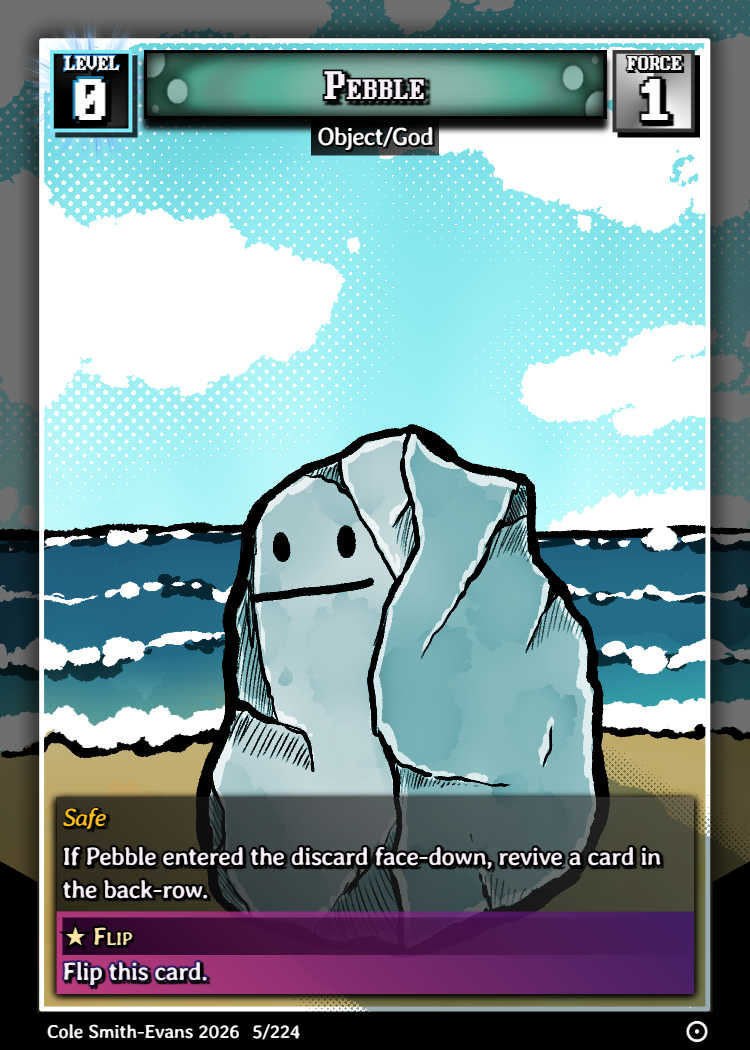 LEVEL
0
Pebble
FORCE
1
Object/God
Safe
If Pebble entered the discard face-down, revive a card in
the back-row.
★ Flip
Flip this card.
Cole Smith-Evans 2026 5/224